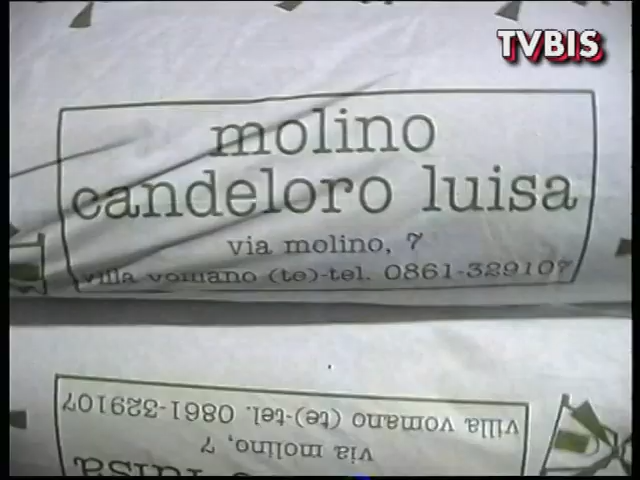 TVBIS
molino
candeloro luisa
via molino, 7
villa vomano (te)-tel. 0861-329107
villa vomano (te)-tel. 0861-329107
via molino, 7
luisa